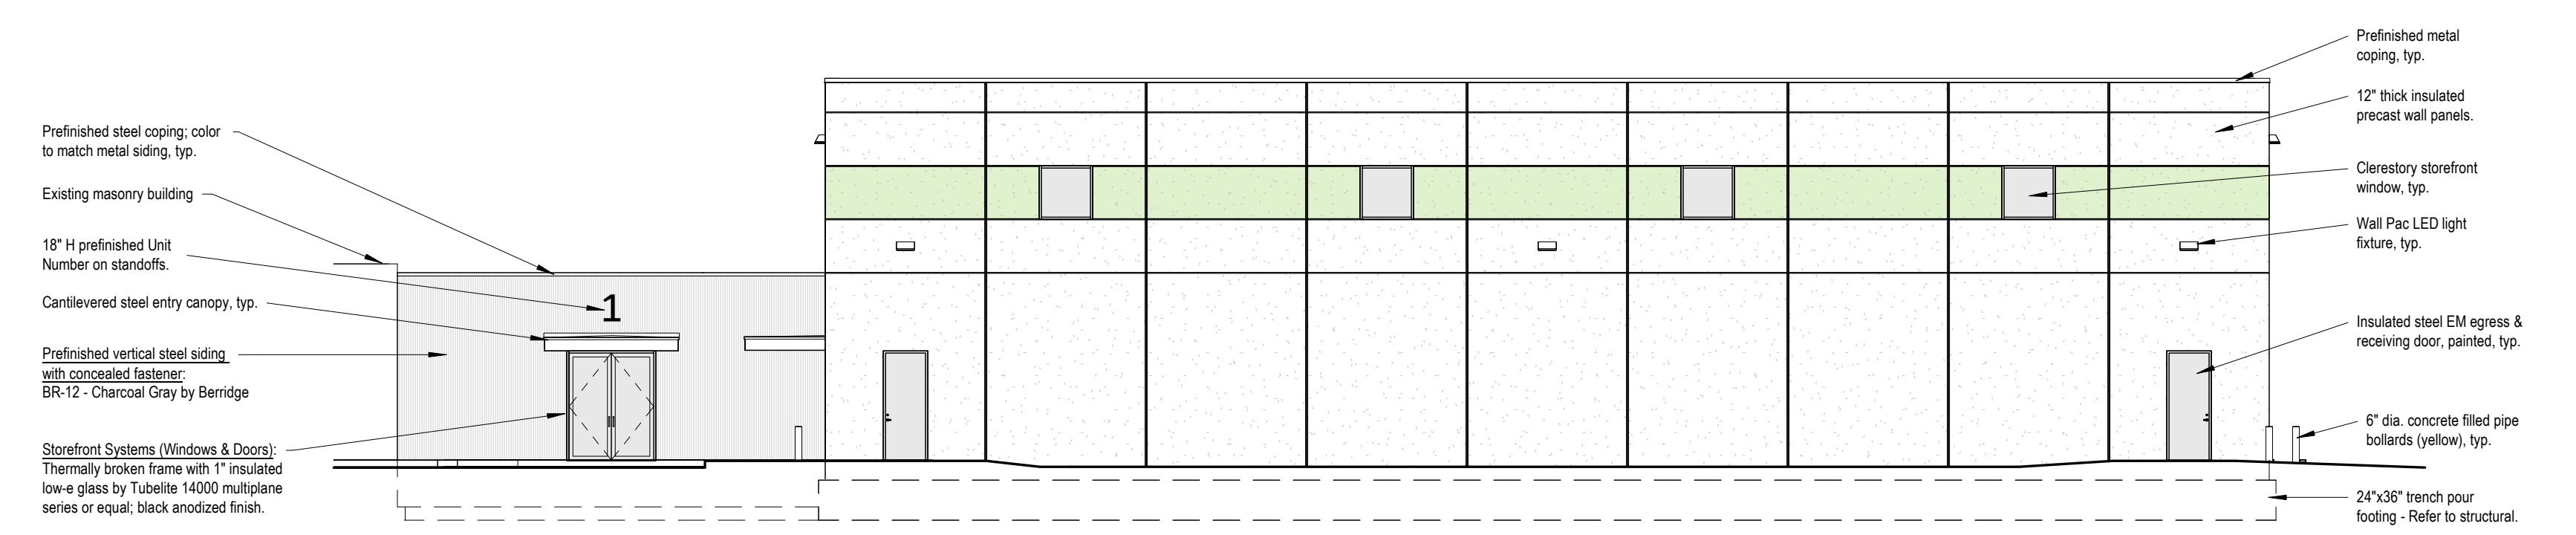 Prefinished steel coping; color
to match metal siding, typ.
Existing masonry building
18" H prefinished Unit
Number on standoffs.
Cantilevered steel entry canopy, typ.
Prefinished vertical steel siding
with concealed fastener:
BR-12 - Charcoal Gray by Berridge
Storefront Systems (Windows & Doors):
Thermally broken frame with 1" insulated
low-e glass by Tubelite 14000 multiplane
series or equal; black anodized finish.
1
Prefinished metal
coping, typ.
12" thick insulated
precast wall panels.
Clerestory storefront
window, typ.
Wall Pac LED light
fixture, typ.
Insulated steel EM egress &
receiving door, painted, typ.
6" dia. concrete filled pipe
bollards (yellow), typ.
24"x36" trench pour
footing - Refer to structural.